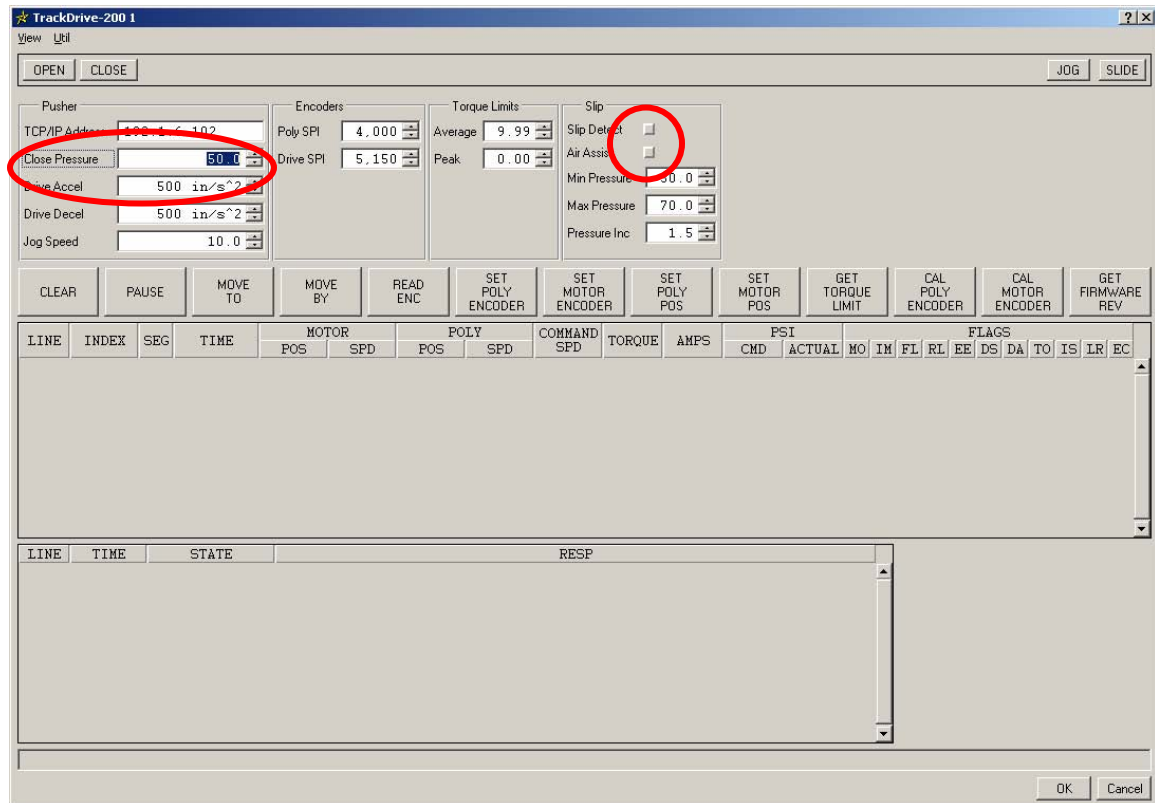 TrackDrive-200 1
View Util
OPEN CLOSE JOG SLIDE
Pusher Encoders Torque Limits Slip
TCP/IP Address Poly SPI 4,000 Average 9.99 Slip Detect
Close Pressure 50.0 Drive SPI 5,150 Peak 0.00 Air Assist
Drive Accel 500 in/s^2 Min Pressure
Drive Decel 500 in/s^2 Max Pressure 70.0
Jog Speed 10.0 Pressure Inc 1.5
CLEAR PAUSE MOVE TO MOVE BY READ ENC SET POLY ENCODER SET MOTOR ENCODER SET POLY POS SET MOTOR POS GET TORQUE LIMIT CAL POLY ENCODER CAL MOTOR ENCODER GET FIRMWARE REV
LINE INDEX SEG TIME MOTOR POLY COMMAND SPD TORQUE AMPS PSI FLAGS
POS SPD POS SPD CMD ACTUAL MO IM FL RL EE DS DA TO IS LR EC
LINE TIME STATE RESP
OK Cancel